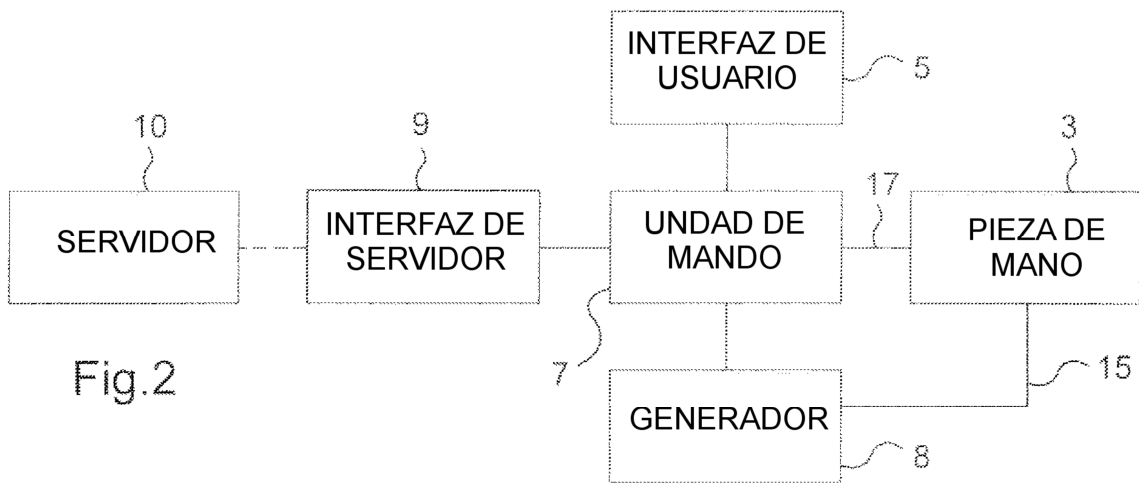 INTERFAZ DE
USUARIO
5
10
9
3
17
SERVIDOR
INTERFAZ DE
SERVIDOR
UNDAD DE
MANDO
PIEZA DE
MANO
Fig.2
7
15
GENERADOR
8